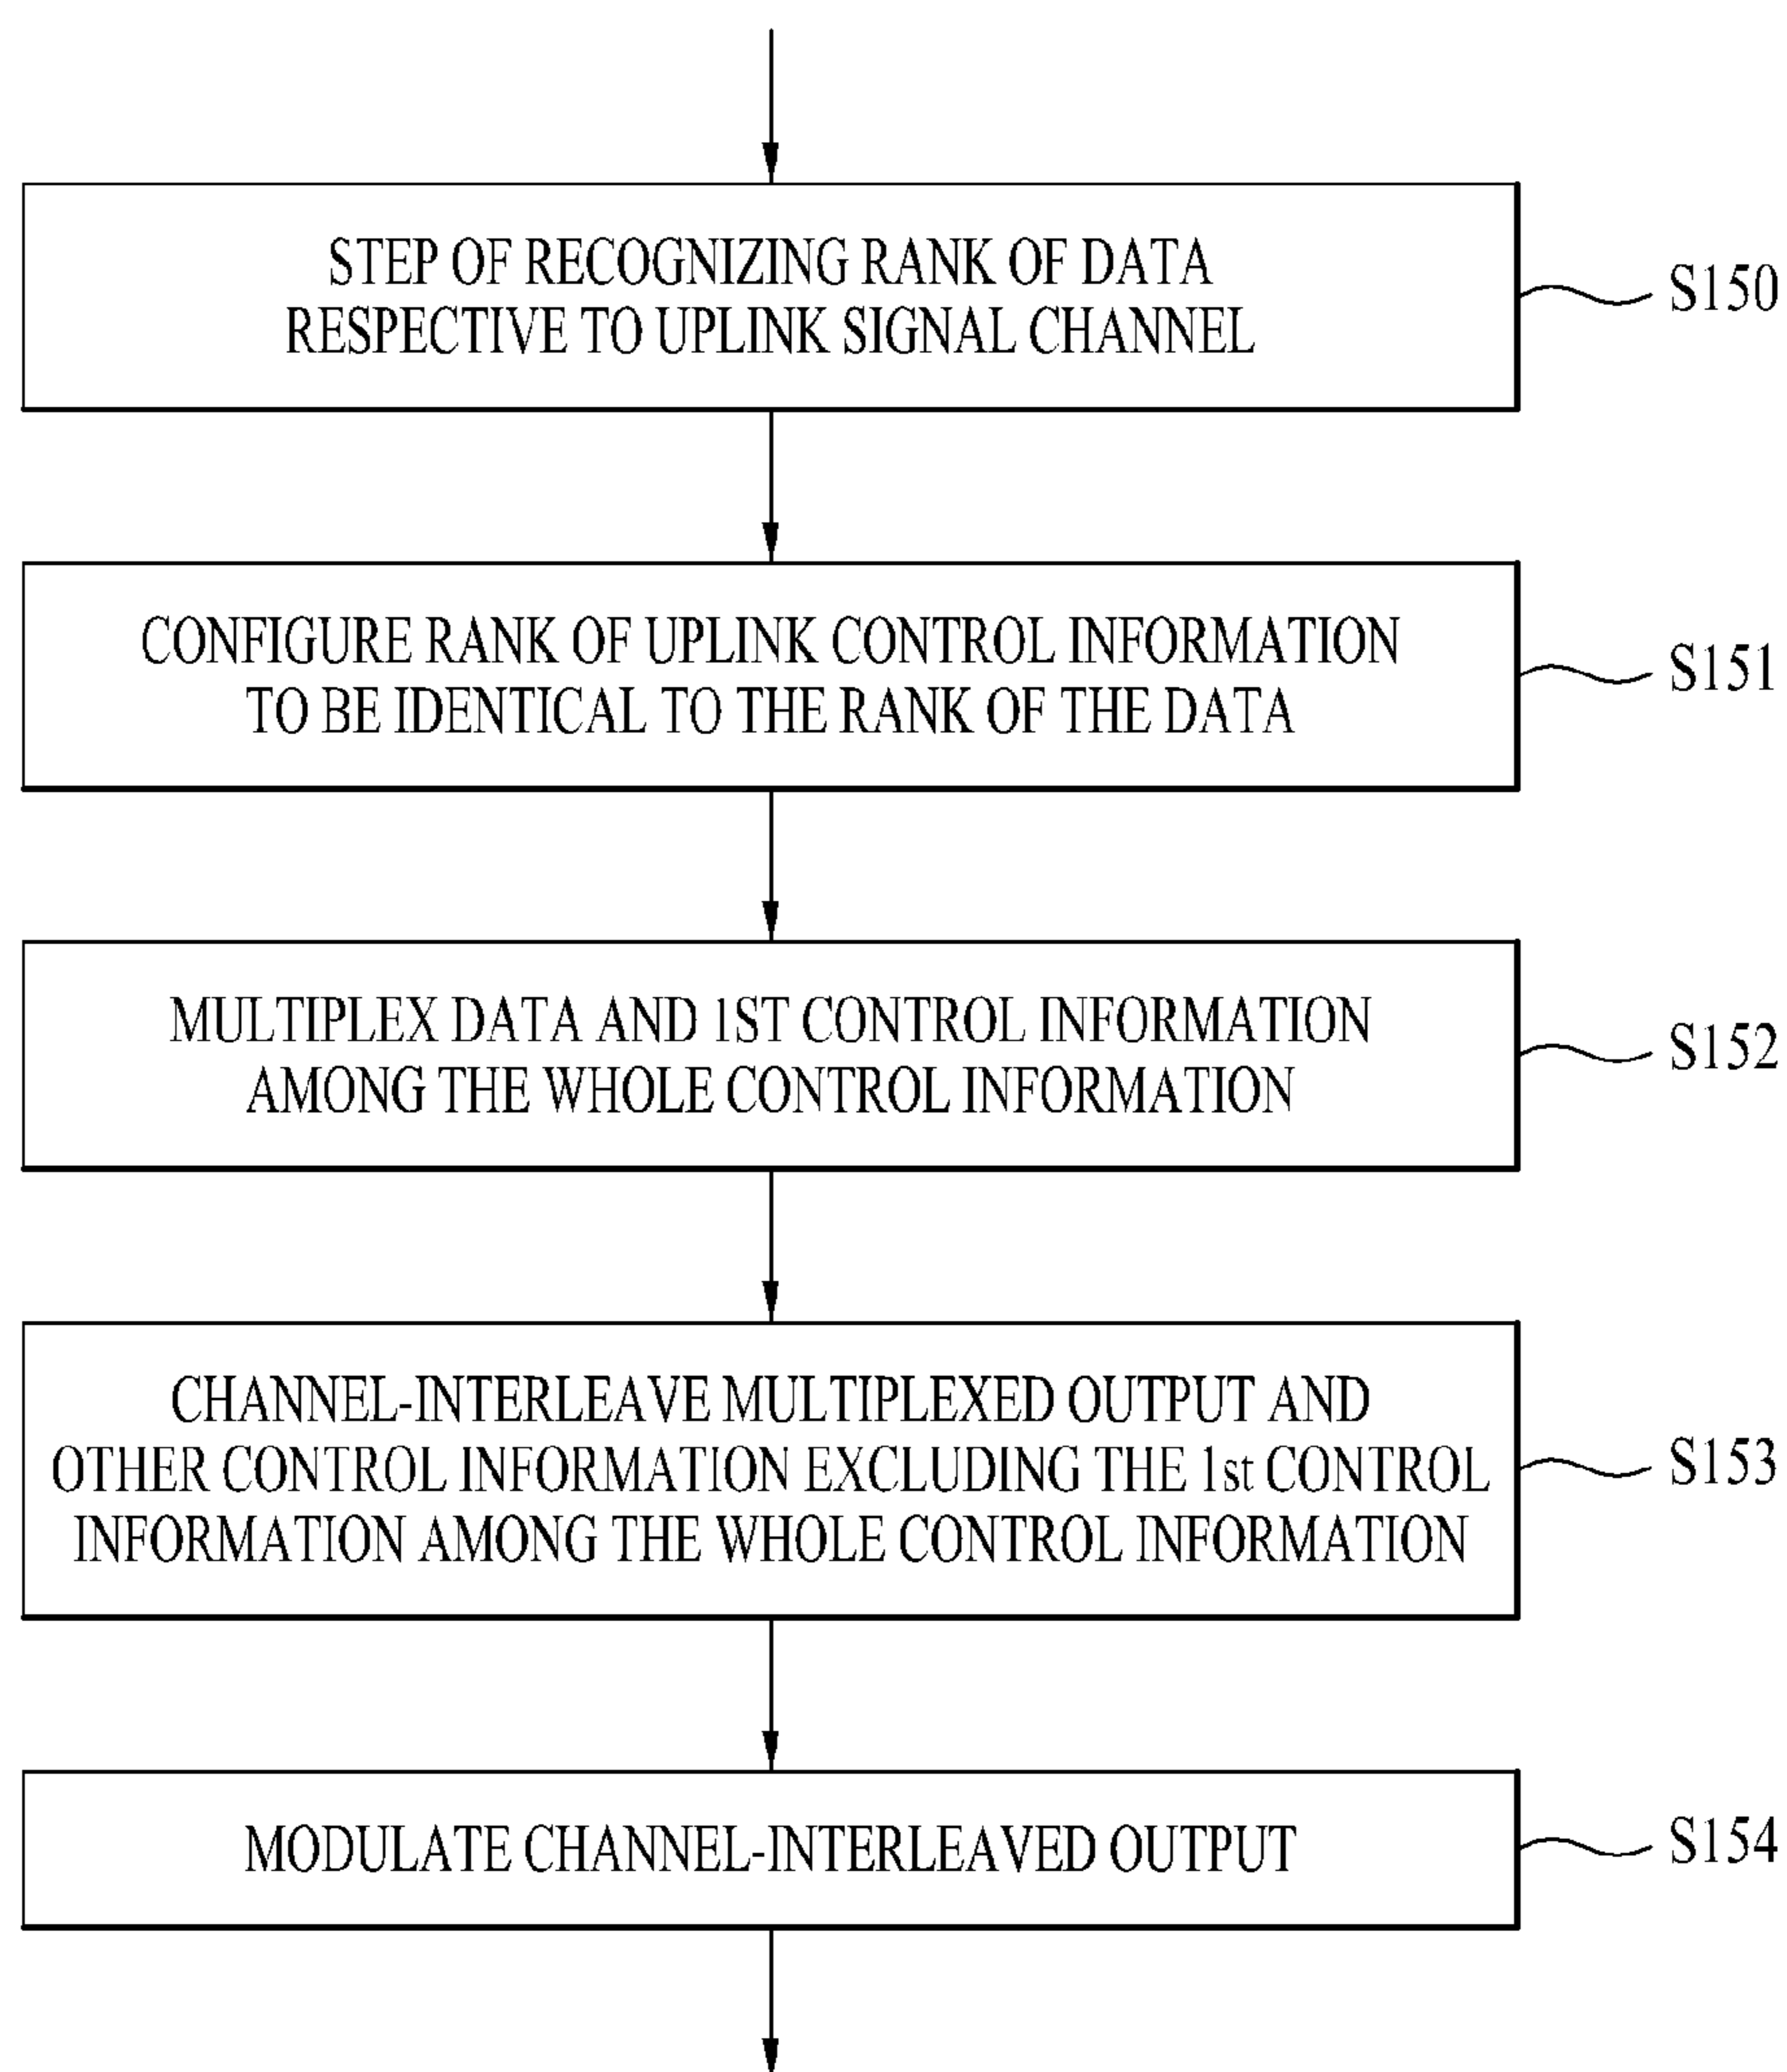 STEP OF RECOGNIZING RANK OF DATA
RESPECTIVE TO UPLINK SIGNAL CHANNEL
S150
CONFIGURE RANK OF UPLINK CONTROL INFORMATION
TO BE IDENTICAL TO THE RANK OF THE DATA
S151
MULTIPLEX DATA AND 1ST CONTROL INFORMATION
AMONG THE WHOLE CONTROL INFORMATION
S152
CHANNEL-INTERLEAVE MULTIPLEXED OUTPUT AND
OTHER CONTROL INFORMATION EXCLUDING THE 1st CONTROL
INFORMATION AMONG THE WHOLE CONTROL INFORMATION
S153
MODULATE CHANNEL-INTERLEAVED OUTPUT
S154